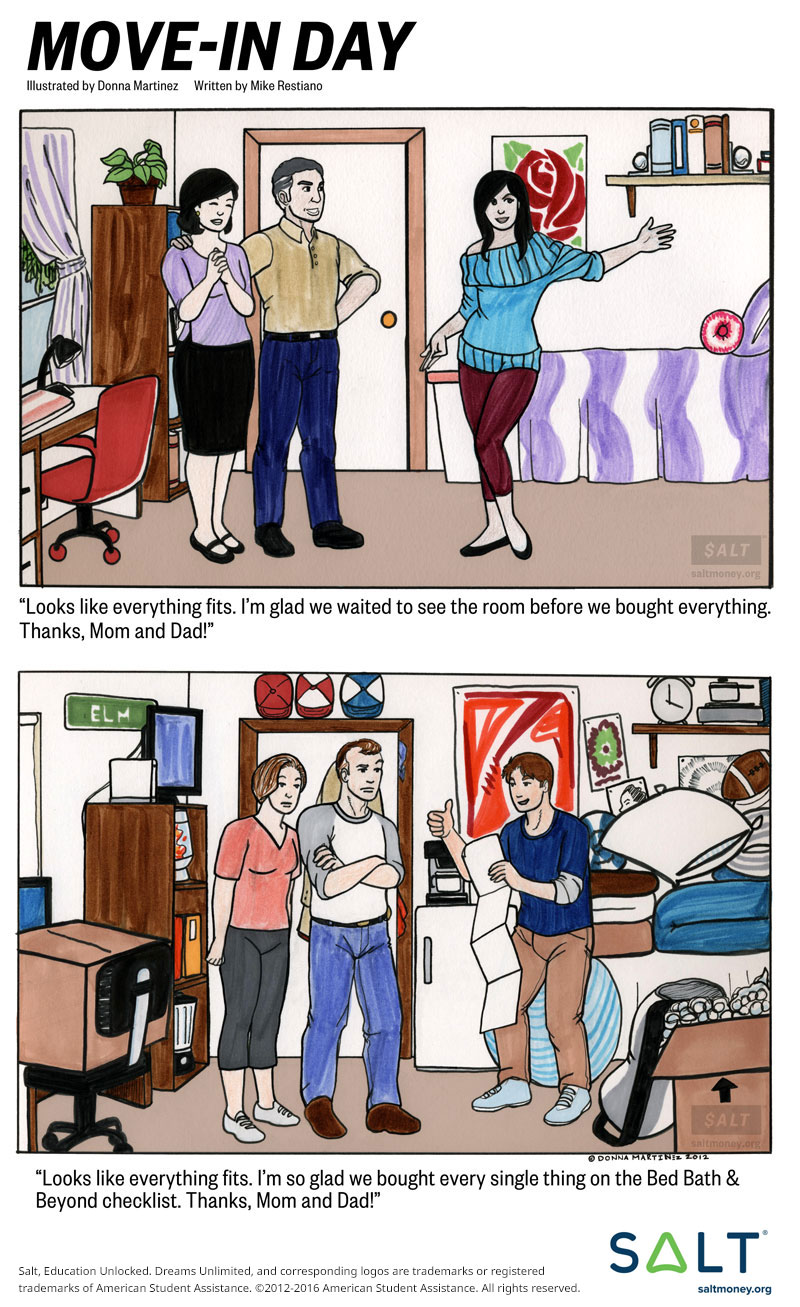 MOVE-IN DAY
Illustrated by Donna Martinez Written by Mike Restiano
$ALT
saltmoney.org
“Looks like everything fits. I’m glad we waited to see the room before we bought everything.
Thanks, Mom and Dad!”
ELM
$ALT
saltmoney.org
© DONNA MARTINEZ 2012
“Looks like everything fits. I’m so glad we bought every single thing on the Bed Bath &
Beyond checklist. Thanks, Mom and Dad!”
SALT®
saltmoney.org
Salt, Education Unlocked. Dreams Unlimited, and corresponding logos are trademarks or registered
trademarks of American Student Assistance. ©2012-2016 American Student Assistance. All rights reserved.